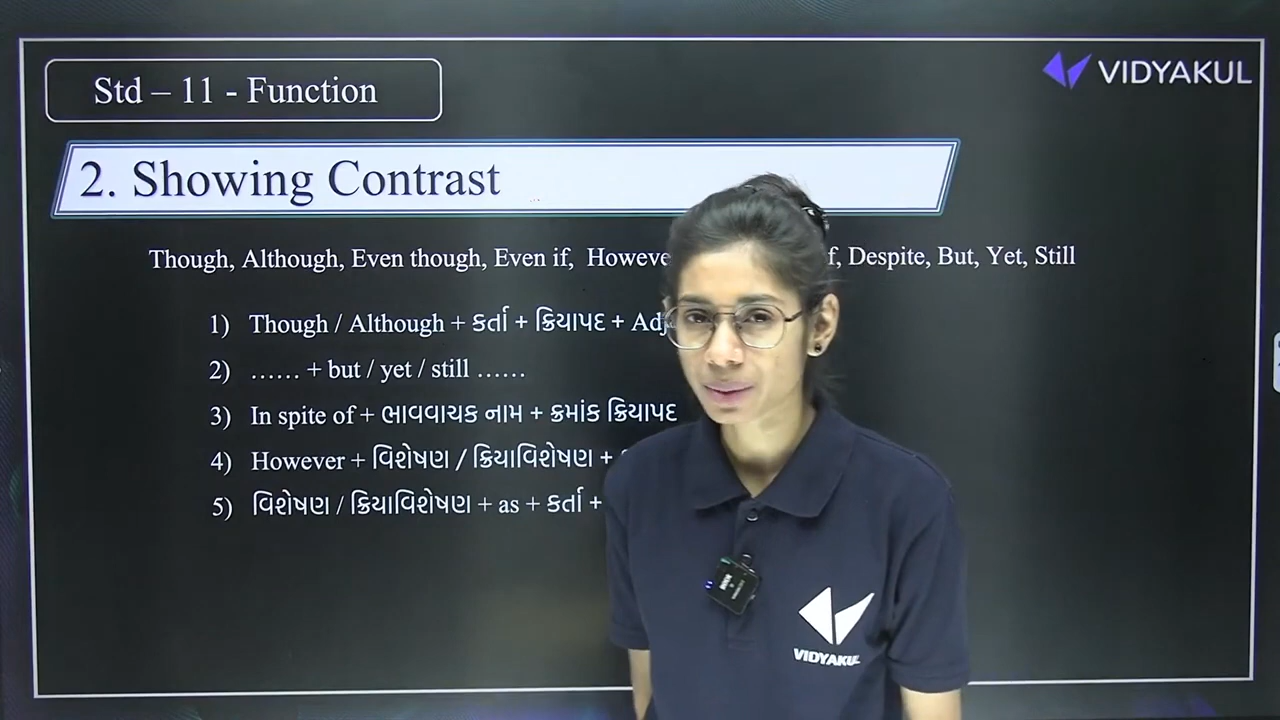 Std – 11 - Function
VIDYAKUL
2. Showing Contrast
Though, Although, Even though, Even if, Despite, But, Yet, Still
1) Though / Although + કર્તા + ક્રિયાપદ +
2) …… + but / yet / still ……
3) In spite of + ભાવવાચક નામ + ક્રમાંક ક્રિયાપદ
4) However + વિશેષણ / ક્રિયાવિશેષણ +
5) વિશેષણ / ક્રિયાવિશેષણ + as + કર્તા +
VIDYAKUL